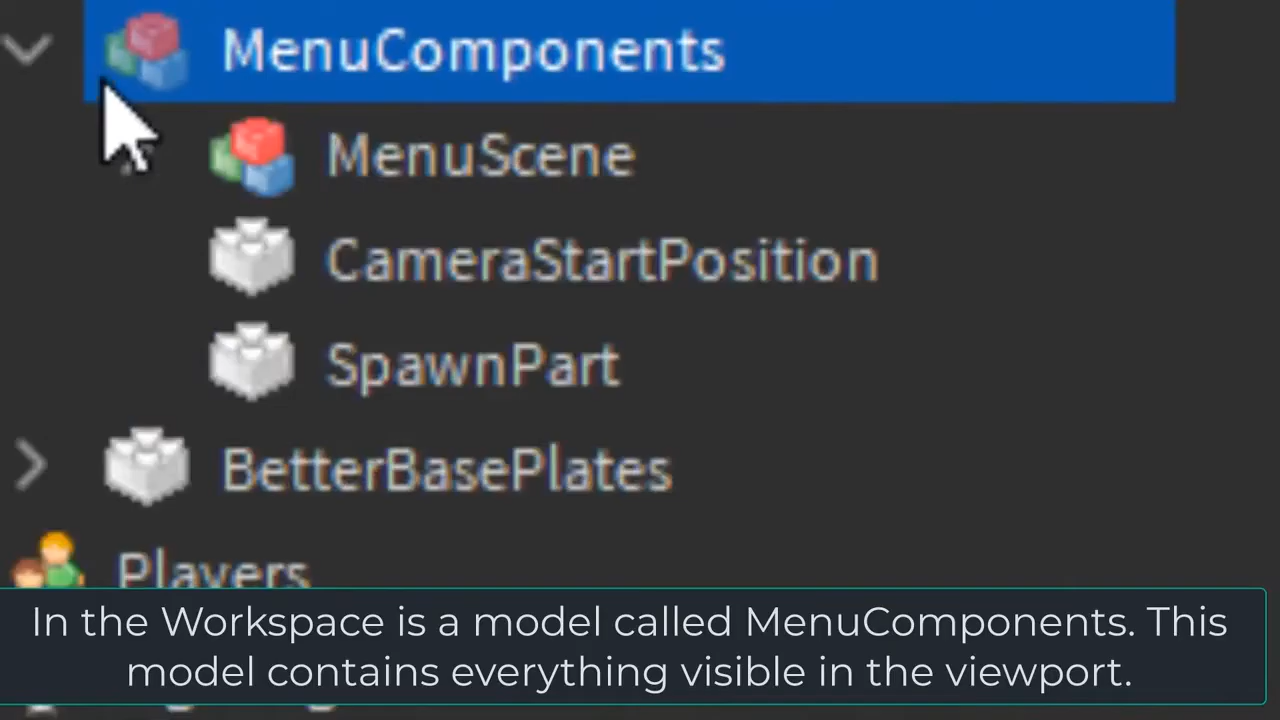 MenuComponents
MenuScene
CameraStartPosition
SpawnPart
BetterBasePlates
Players
In the Workspace is a model called MenuComponents. This
model contains everything visible in the viewport.